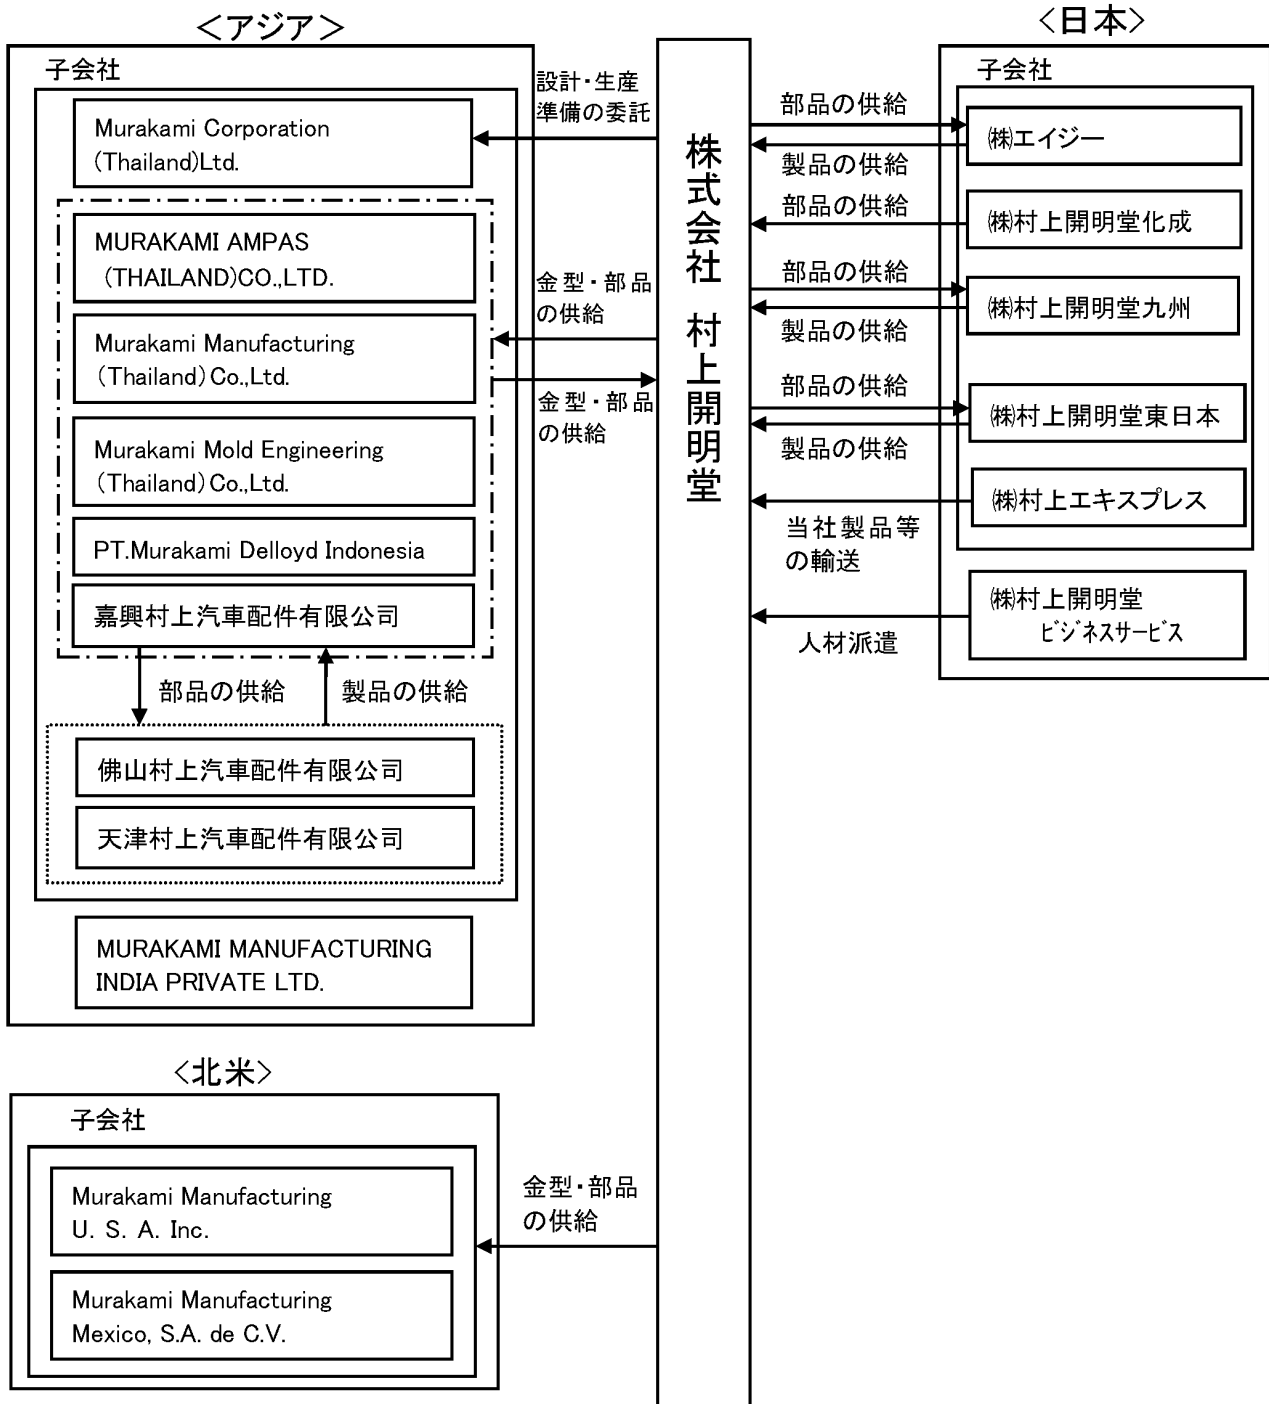 ＜アジア＞
子会社
Murakami Corporation
(Thailand)Ltd.
MURAKAMI AMPAS
(THAILAND)CO.,LTD.
Murakami Manufacturing
(Thailand)Co.,Ltd.
Murakami Mold Engineering
(Thailand)Co.,Ltd.
PT.Murakami Delloyd Indonesia
嘉興村上汽車配件有限公司
部品の供給
製品の供給
佛山村上汽車配件有限公司
天津村上汽車配件有限公司
MURAKAMI MANUFACTURING
INDIA PRIVATE LTD.
設計・生産
準備の委託
金型・部品
の供給
金型・部品
の供給
＜北米＞
子会社
Murakami Manufacturing
U. S. A. Inc.
Murakami Manufacturing
Mexico, S.A. de C.V.
金型・部品
の供給
株式会社 村上開明堂
＜日本＞
子会社
部品の供給
製品の供給
㈱エイジー
部品の供給
㈱村上開明堂化成
部品の供給
製品の供給
㈱村上開明堂九州
部品の供給
製品の供給
㈱村上開明堂東日本
㈱村上エキスプレス
当社製品等
の輸送
㈱村上開明堂
ﾋﾞｼﾞﾈｽｻｰﾋﾞｽ
人材派遣